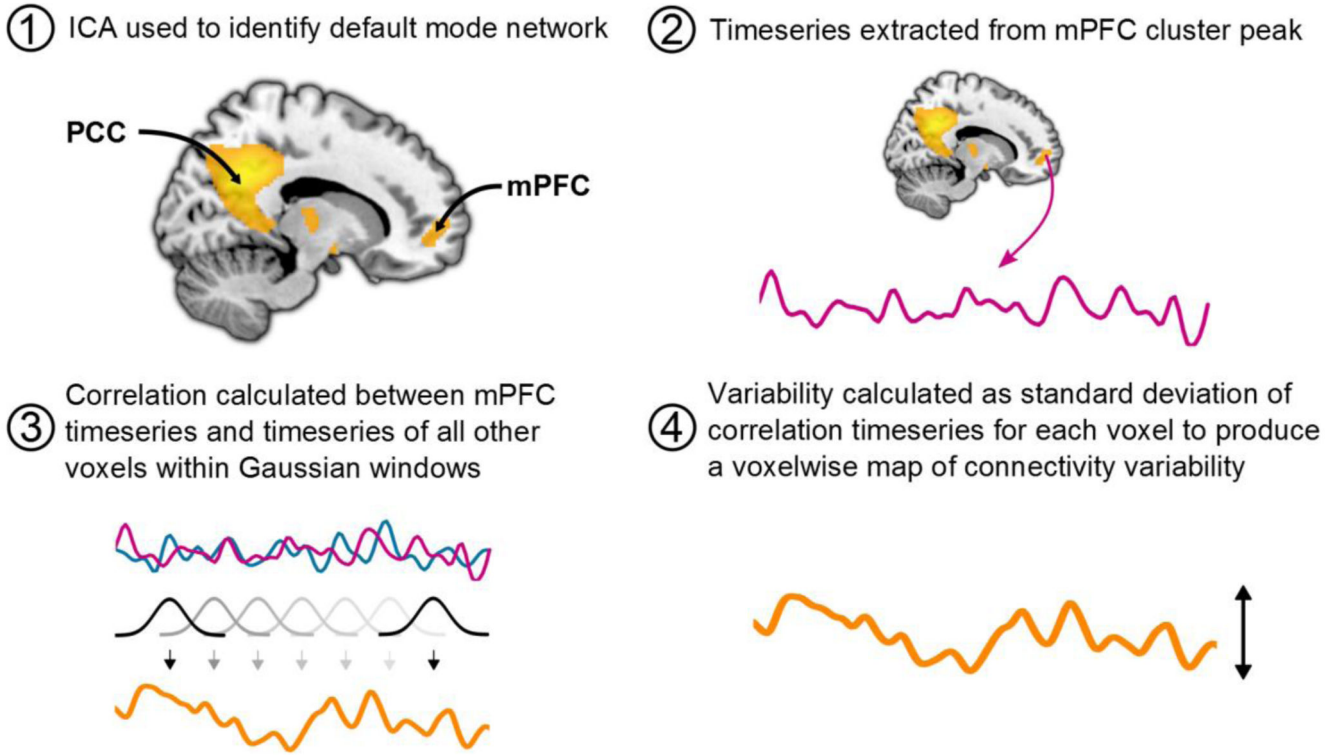 ① ICA used to identify default mode network
PCC
mPFC
② Timeseries extracted from mPFC cluster peak
③ Correlation calculated between mPFC
timeseries and timeseries of all other
voxels within Gaussian windows
④ Variability calculated as standard deviation of
correlation timeseries for each voxel to produce
a voxelwise map of connectivity variability